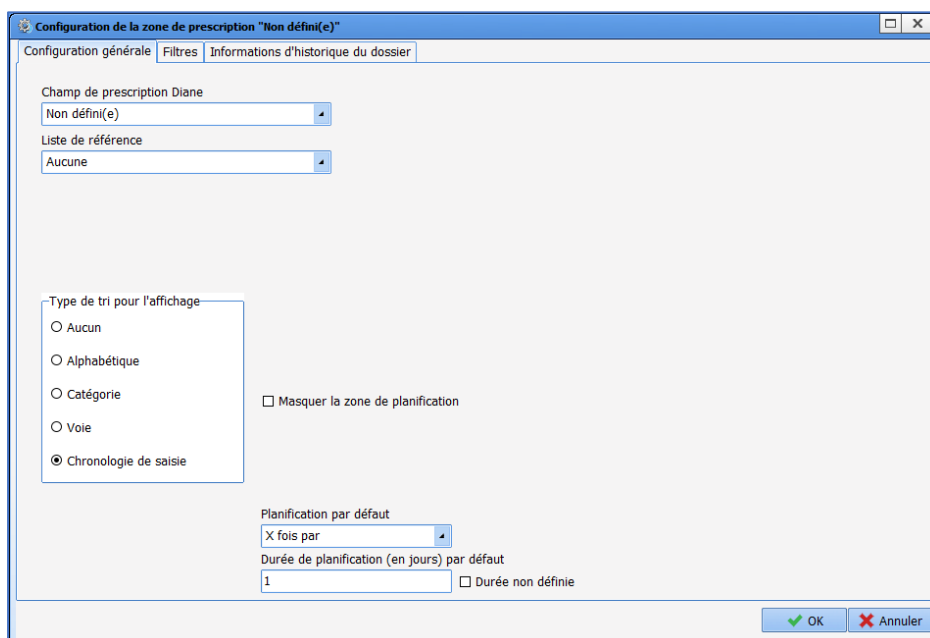 Configuration de la zone de prescription "Non défini(e)"
Configuration générale Filtres Informations d'historique du dossier
Champ de prescription Diane
Non défini(e)
Liste de référence
Aucune
Type de tri pour l'affichage
Aucun
Alphabétique
Catégorie
Masquer la zone de planification
Voie
Chronologie de saisie
Planification par défaut
X fois par
Durée de planification (en jours) par défaut
1 Durée non définie
OK Annuler